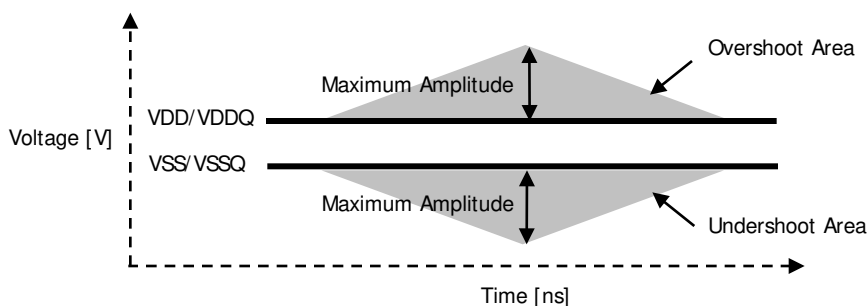 Overshoot Area
Maximum Amplitude
VDD/VDDQ
Voltage [V]
VSS/VSSQ
Maximum Amplitude
Undershoot Area
Time [ns]